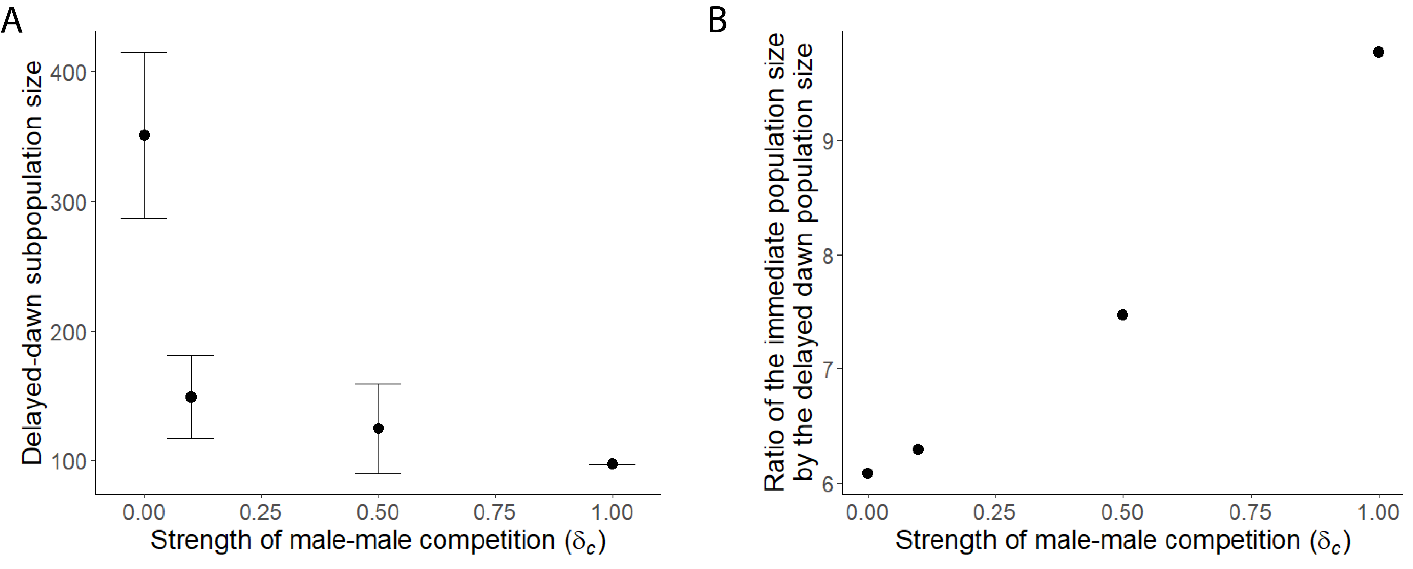 A
Delayed-dawn subpopulation size
400
300
200
100
0.00 0.25 0.50 0.75 1.00
Strength of male-male competition (δc)
B
Ratio of the immediate population size
by the delayed dawn population size
9
8
7
6
0.00 0.25 0.50 0.75 1.00
Strength of male-male competition (δc)